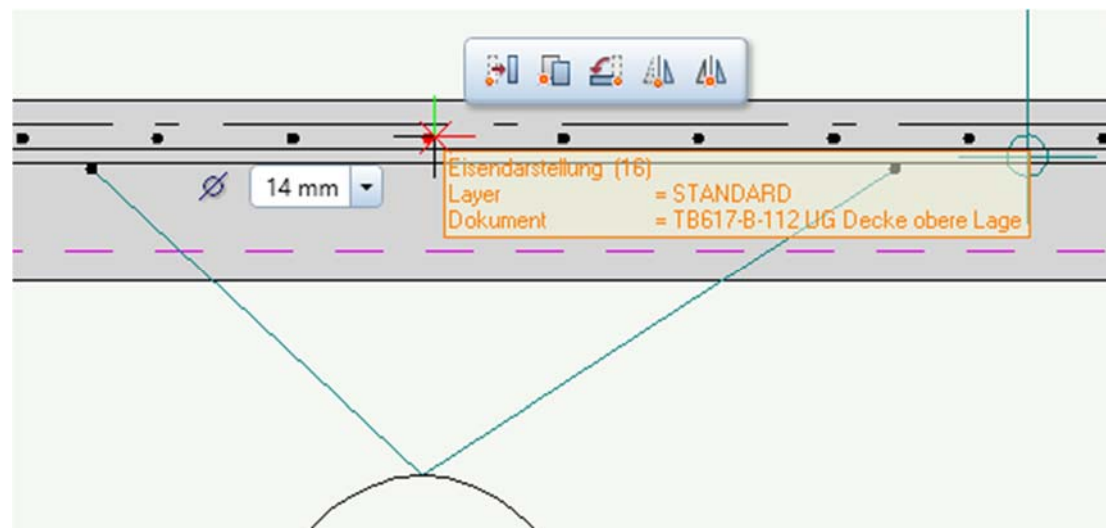 Eisendarstellung (16)
Layer = STANDARD
Dokument = TB617-B-112 UG Decke obere Lage
14 mm